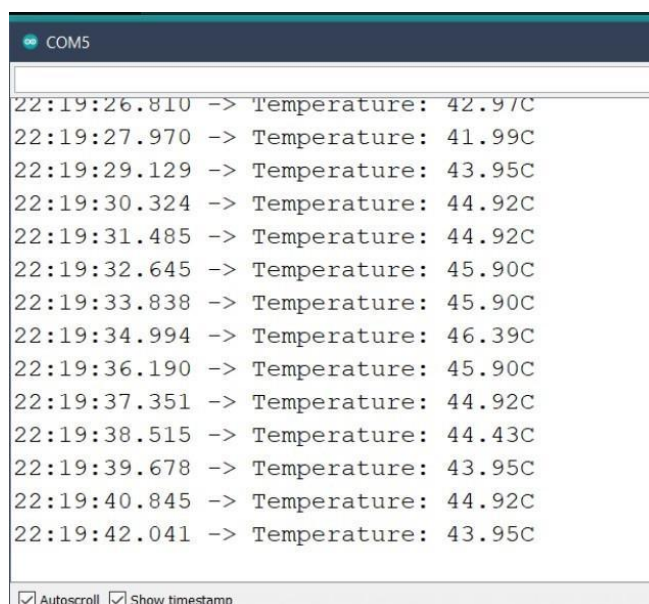 COM5
22:19:26.810 -> Temperature: 42.97C
22:19:27.970 -> Temperature: 41.99C
22:19:29.129 -> Temperature: 43.95C
22:19:30.324 -> Temperature: 44.92C
22:19:31.485 -> Temperature: 44.92C
22:19:32.645 -> Temperature: 45.90C
22:19:33.838 -> Temperature: 45.90C
22:19:34.994 -> Temperature: 46.39C
22:19:36.190 -> Temperature: 45.90C
22:19:37.351 -> Temperature: 44.92C
22:19:38.515 -> Temperature: 44.43C
22:19:39.678 -> Temperature: 43.95C
22:19:40.845 -> Temperature: 44.92C
22:19:42.041 -> Temperature: 43.95C
Autoscroll Show timestamp